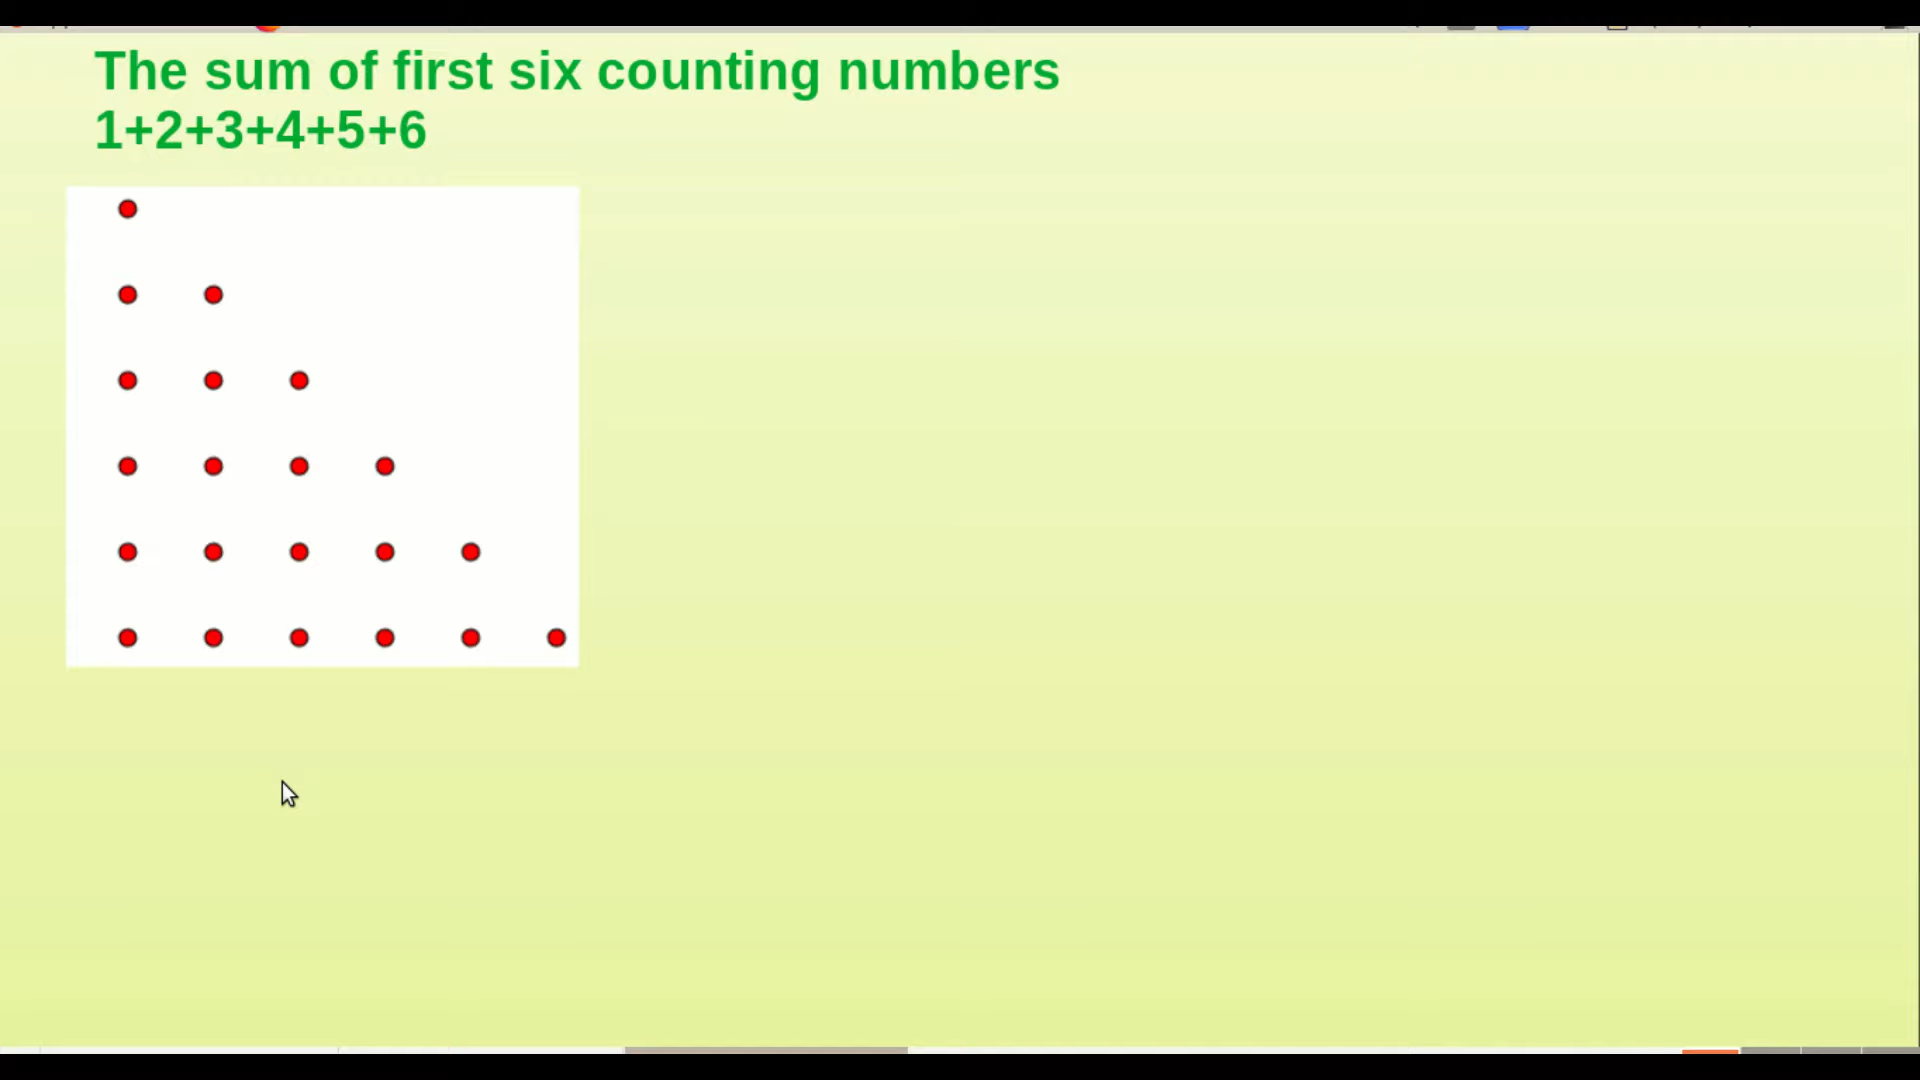 The sum of first six counting numbers
1+2+3+4+5+6